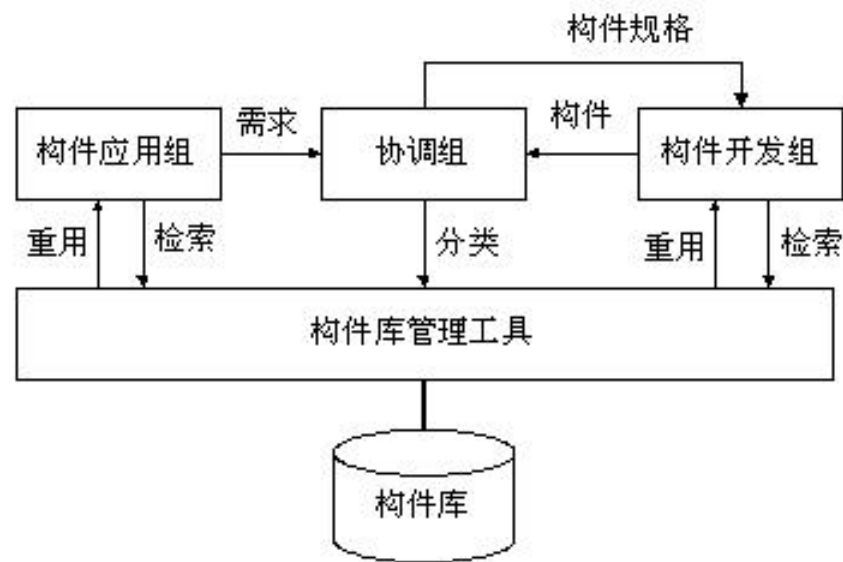 构件规格
构件应用组
需求
协调组
构件
构件开发组
重用
检索
分类
重用
检索
构件库管理工具
构件库